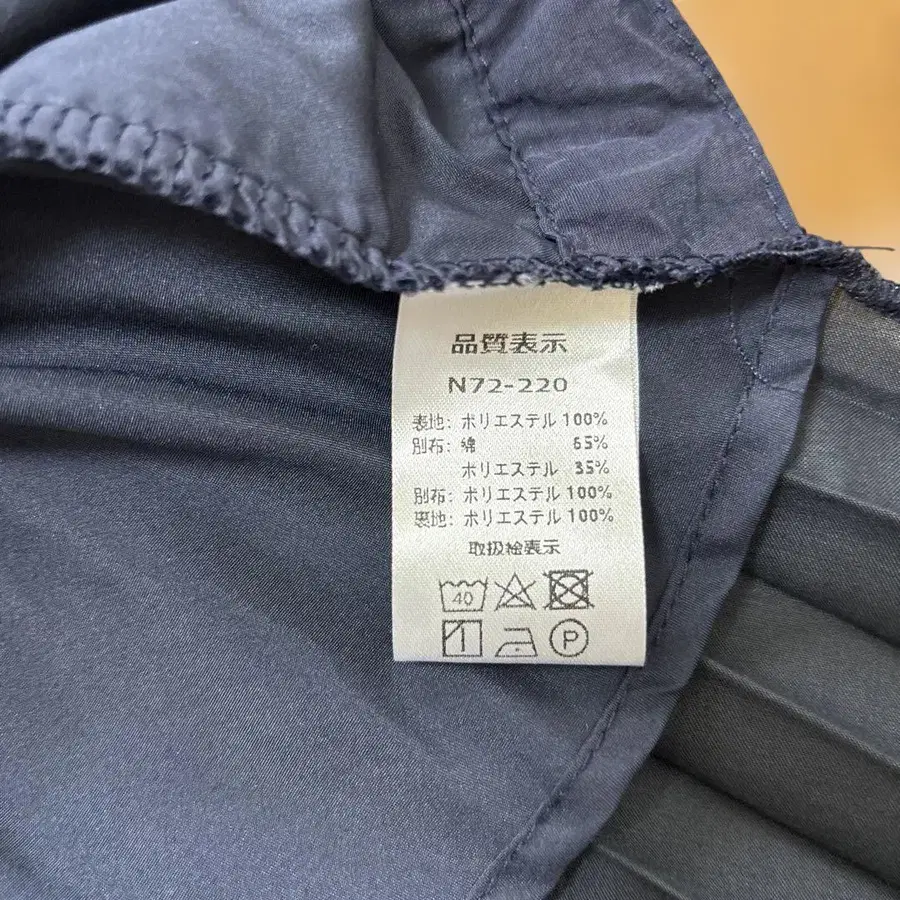 品質表示
N72-220
表地: ポリエステル 100%
別布: 綿 65%
ポリエステル 35%
別布: ポリエステル 100%
裏地: ポリエステル 100%
取扱絵表示
40
P